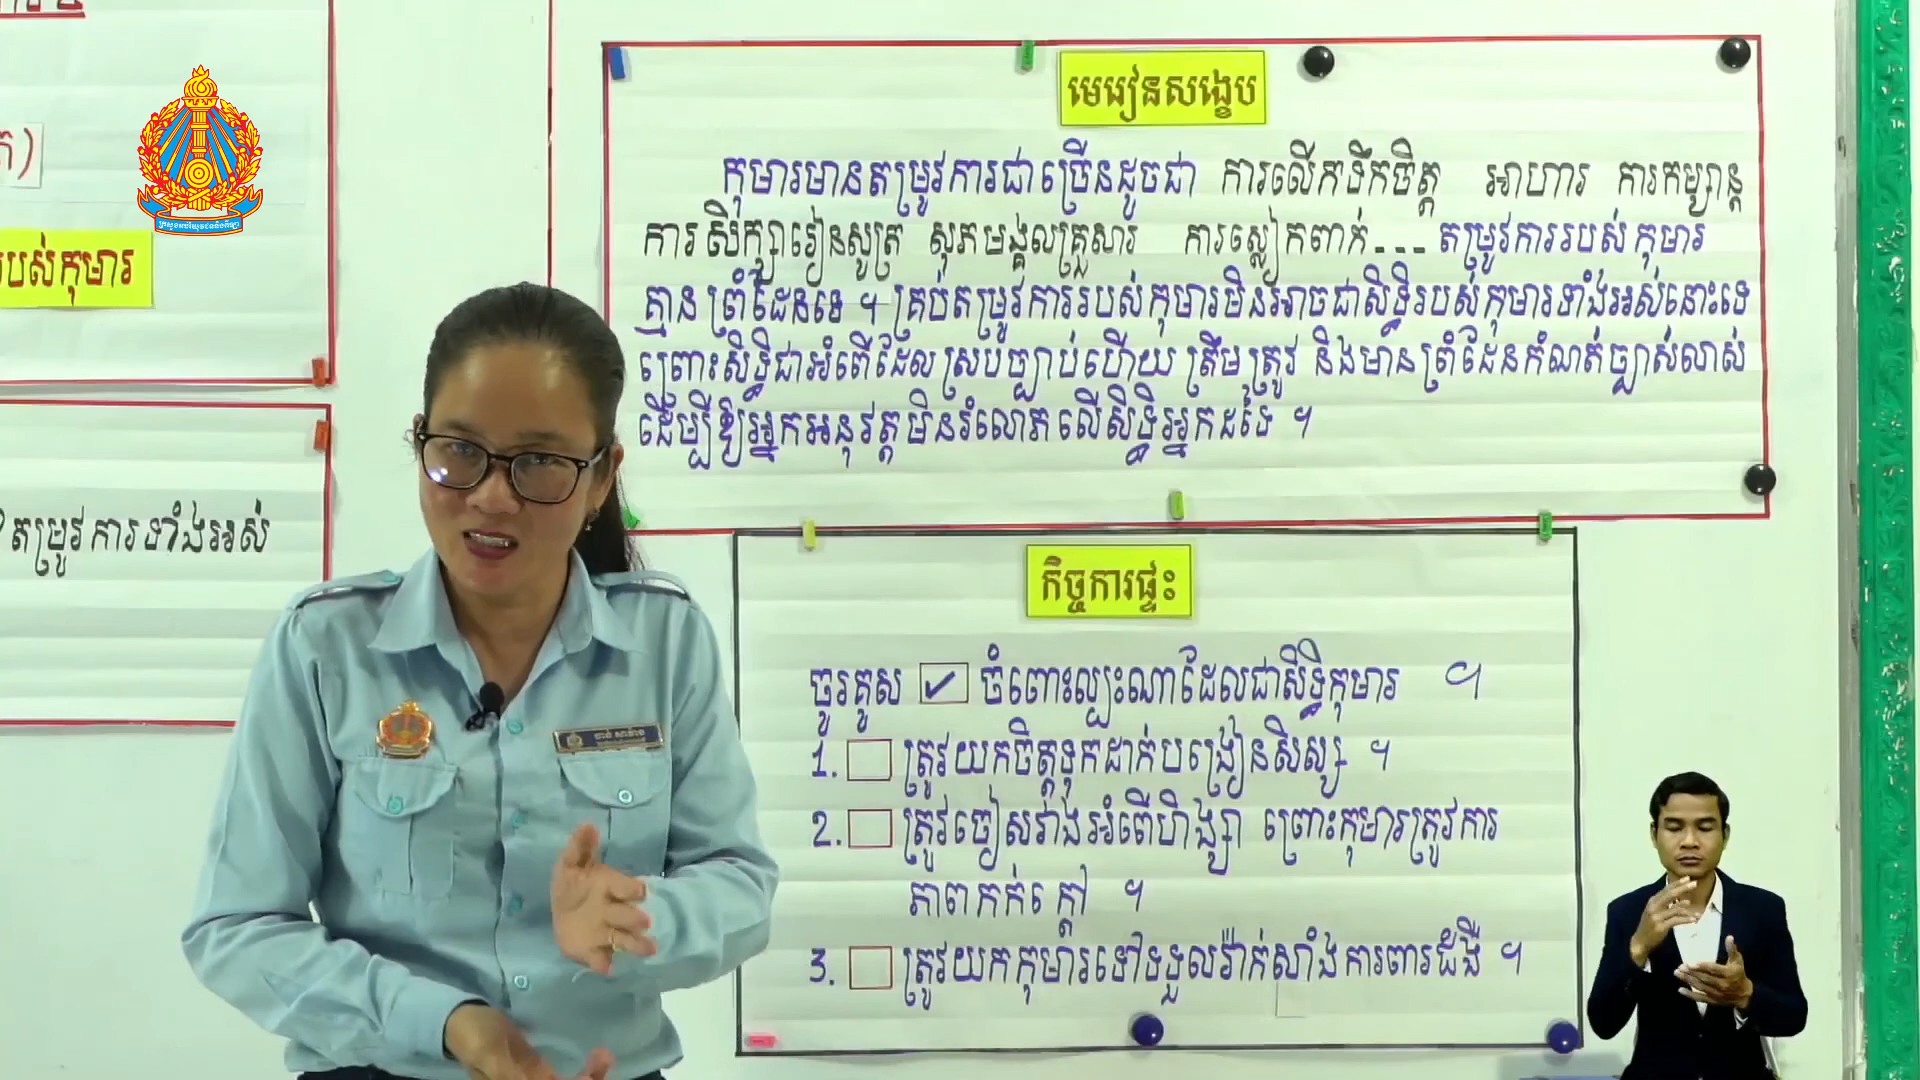 របស់កុមារ
តម្រូវការទាំងអស់
មេរៀនសង្ខេប
កុមារមានតម្រូវការជាច្រើនដូចជា ការលើកទឹកចិត្ត អាហារ ការកម្សាន្ត
ការសិក្សារៀនសូត្រ សុភមង្គលគ្រួសារ ការស្លៀកពាក់... តម្រូវការរបស់កុមារ
គ្មានព្រំដែនទេ ។ គ្រប់តម្រូវការរបស់កុមារមិនអាចជាសិទ្ធិរបស់កុមារទាំងអស់នោះទេ
ព្រោះសិទ្ធិជាអំពើដែលស្របច្បាប់ហើយត្រឹមត្រូវ និងមានព្រំដែនកំណត់ច្បាស់លាស់
ដើម្បីឱ្យអ្នកអនុវត្តមិនរំលោភលើសិទ្ធិអ្នកដទៃ ។
កិច្ចការផ្ទះ
ចូរគូស ✓ ចំពោះល្បះណាដែលជាសិទ្ធិកុមារ ។
1. ត្រូវយកចិត្តទុកដាក់បង្រៀនសិស្ស ។
2. ត្រូវចៀសវាងអំពើហិង្សា ព្រោះកុមារត្រូវការ
ភាពកក់ក្តៅ ។
3. ត្រូវយកកុមារទៅទទួលវ៉ាក់សាំងការពារជំងឺ ។